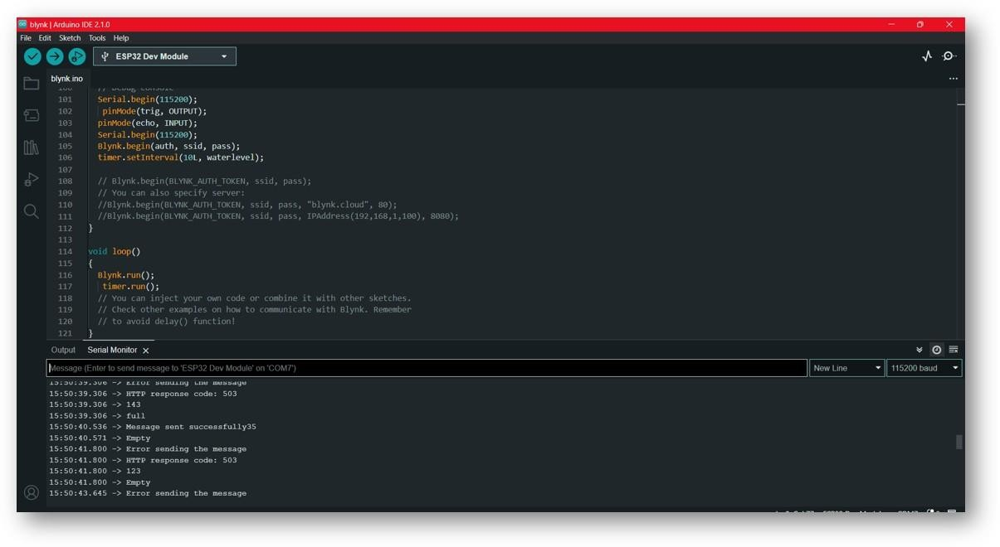 blynk | Arduino IDE 2.1.0
File Edit Sketch Tools Help
ESP32 Dev Module
blynk.ino
100 // Debug console
101 Serial.begin(115200);
102 pinMode(trig, OUTPUT);
103 pinMode(echo, INPUT);
104 Serial.begin(115200);
105 Blynk.begin(auth, ssid, pass);
106 timer.setInterval(10L, waterlevel);
107
108 // Blynk.begin(BLYNK_AUTH_TOKEN, ssid, pass);
109 // You can also specify server:
110 //Blynk.begin(BLYNK_AUTH_TOKEN, ssid, pass, "blynk.cloud", 80);
111 //Blynk.begin(BLYNK_AUTH_TOKEN, ssid, pass, IPAddress(192,168,1,100), 8080);
112 }
113
114 void loop()
115 {
116 Blynk.run();
117 timer.run();
118 // You can inject your own code or combine it with other sketches.
119 // Check other examples on how to communicate with Blynk. Remember
120 // to avoid delay() function!
121 }
Output Serial Monitor
Message (Enter to send message to 'ESP32 Dev Module' on 'COM7')
New Line
115200 baud
15:50:39.306 -> Error sending the message
15:50:39.306 -> HTTP response code: 503
15:50:39.306 -> 143
15:50:39.306 -> full
15:50:40.536 -> Message sent successfully35
15:50:40.571 -> Empty
15:50:41.800 -> Error sending the message
15:50:41.800 -> HTTP response code: 503
15:50:41.800 -> 123
15:50:41.800 -> Empty
15:50:43.645 -> Error sending the message